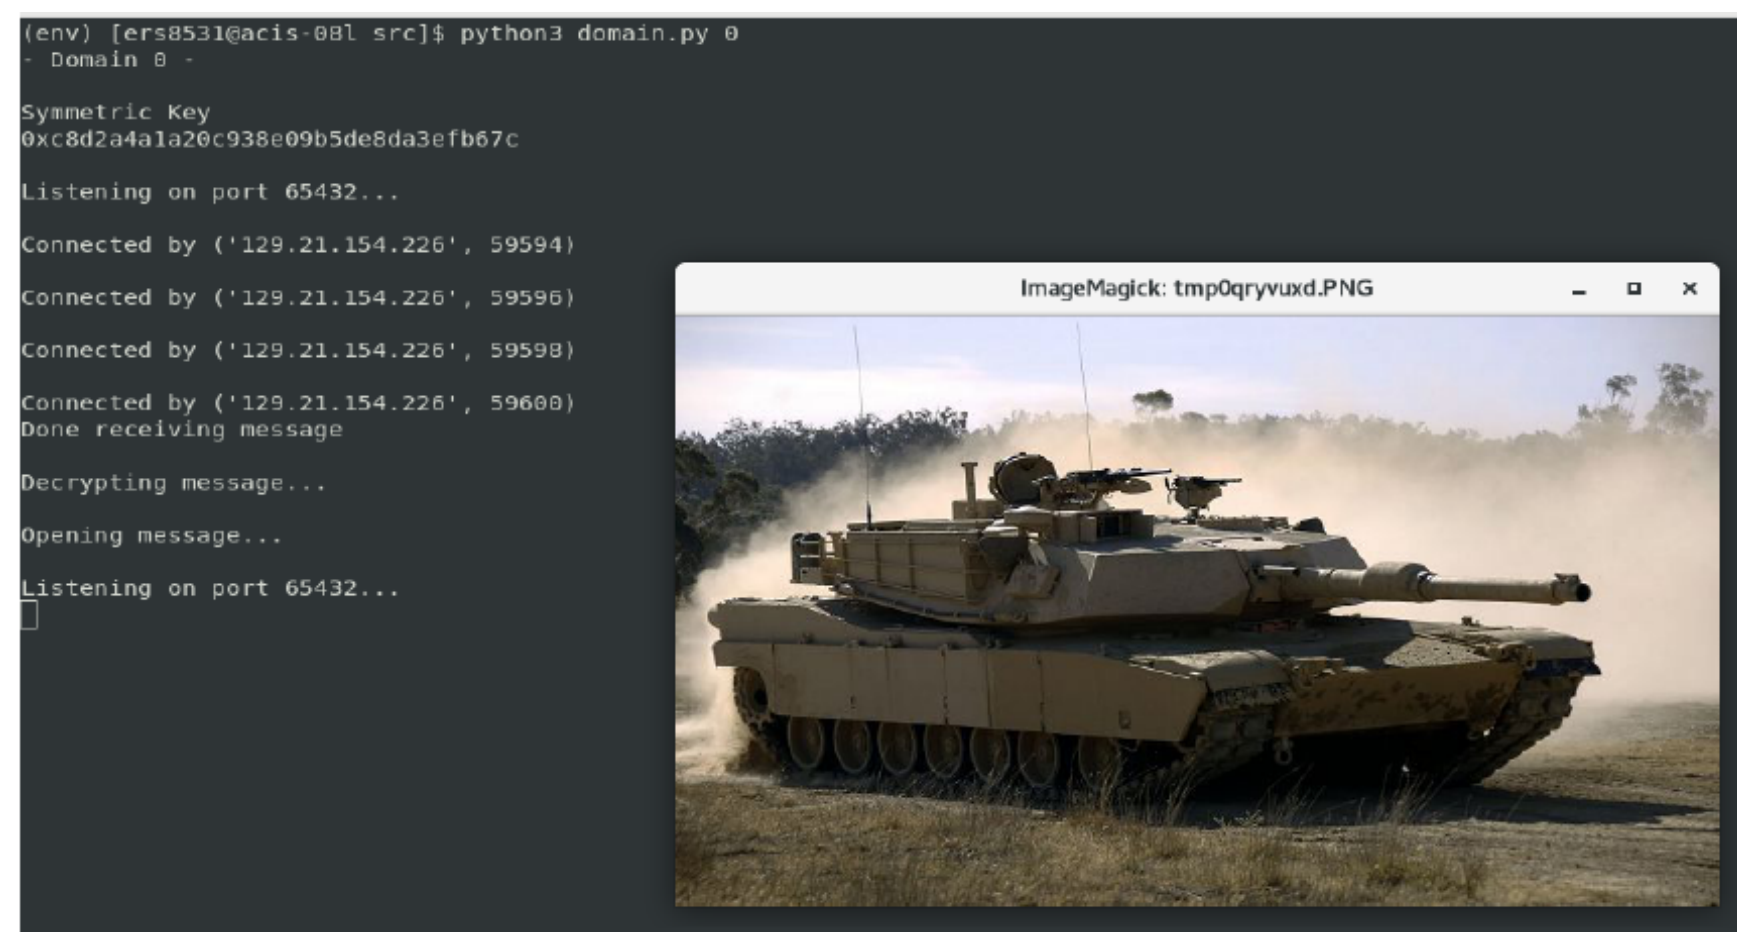 (env) [ers8531@acis-08l src]$ python3 domain.py 0
- Domain 0 -
Symmetric Key
0xc8d2a4a1a20c938e09b5de8da3efb67c
Listening on port 65432...
Connected by ('129.21.154.226', 59594)
Connected by ('129.21.154.226', 59596)
Connected by ('129.21.154.226', 59598)
Connected by ('129.21.154.226', 59600)
Done receiving message
Decrypting message...
Opening message...
Listening on port 65432...
ImageMagick: tmp0qryvuxd.PNG